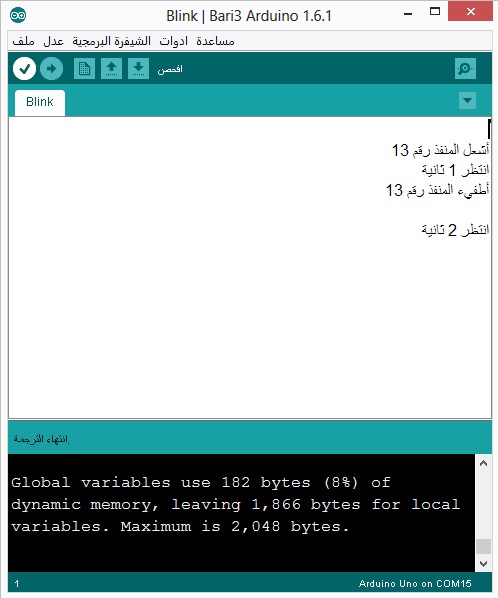 Blink | Bari3 Arduino 1.6.1
ملف عدل الشيفرة البرمجية ادوات مساعدة
افحص
Blink
أشعل المنفذ رقم 13
انتظر 1 ثانية
أطفيء المنفذ رقم 13
انتظر 2 ثانية
إنتهاء الترجمة
Global variables use 182 bytes (8%) of
dynamic memory, leaving 1,866 bytes for local
variables. Maximum is 2,048 bytes.
1
Arduino Uno on COM15